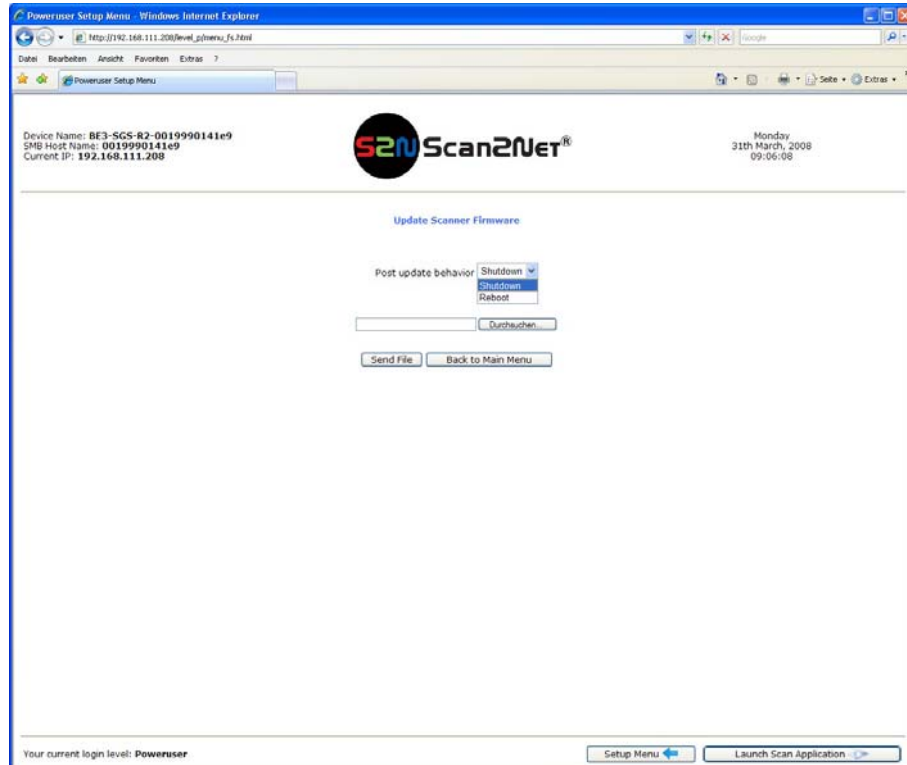 Poweruser Setup Menu - Windows Internet Explorer
http://192.168.111.208/level_p/menu_fs.html
Google
Datei Bearbeiten Ansicht Favoriten Extras ?
Poweruser Setup Menu
Seite
Extras
Device Name: BE3-SGS-R2-0019990141e9
SMB Host Name: 0019990141e9
Current IP: 192.168.111.208
S2N Scan2Net®
Monday
31th March, 2008
09:06:08
Update Scanner Firmware
Post update behavior Shutdown
Shutdown
Reboot
Durchsuchen...
Send File Back to Main Menu
Your current login level: Poweruser
Setup Menu
Launch Scan Application